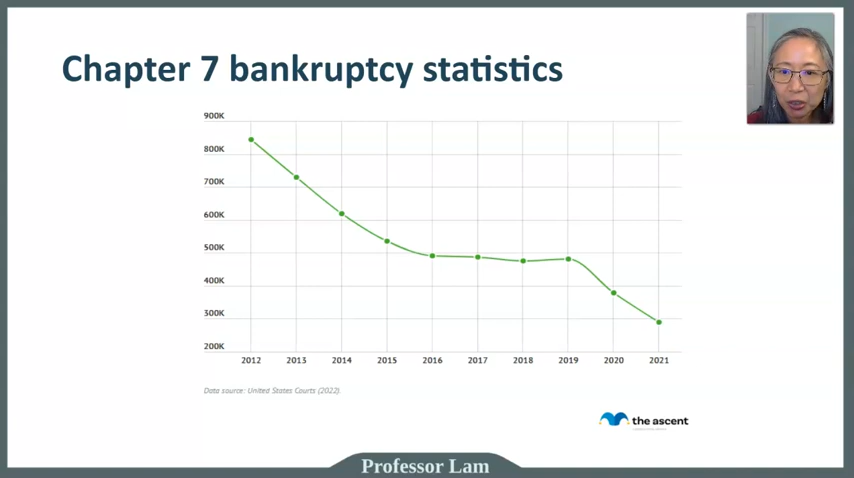 Chapter 7 bankruptcy statistics
900K
800K
700K
600K
500K
400K
300K
200K
2012 2013 2014 2015 2016 2017 2018 2019 2020 2021
Data source: United States Courts (2022).
the ascent
Professor Lam